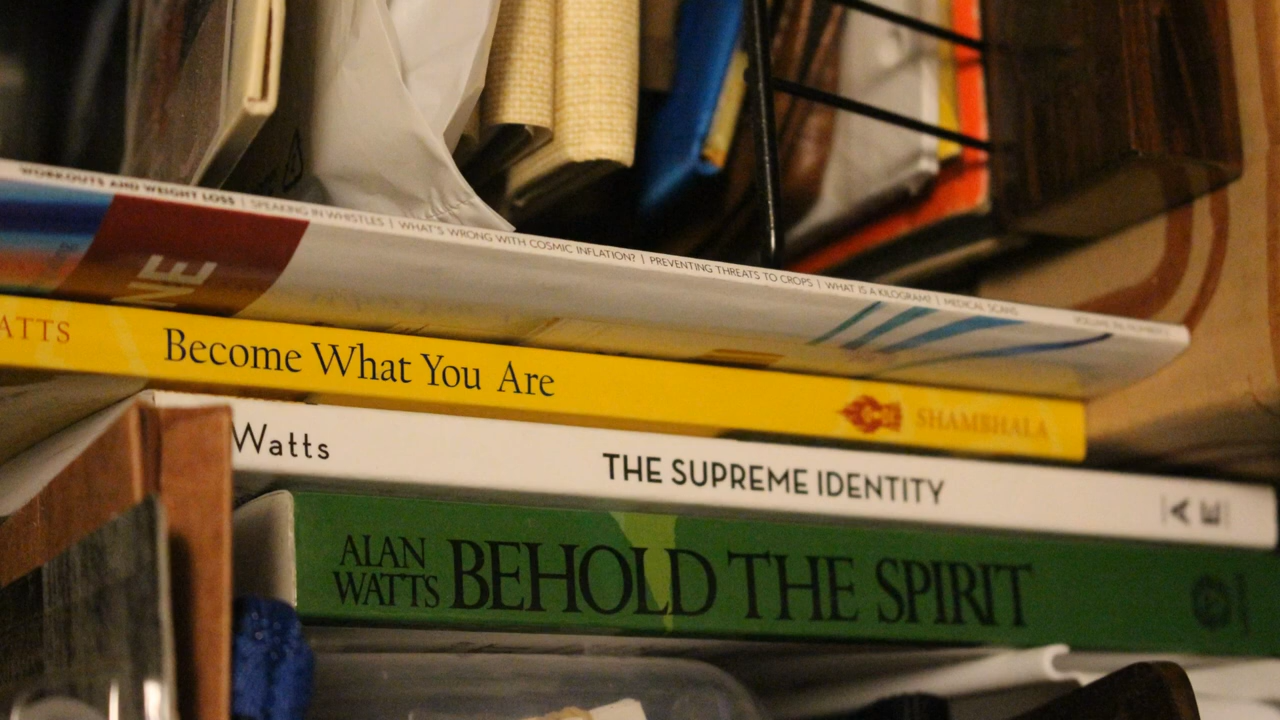 WORKOUTS AND WEIGHT LOSS | SPEAKING IN WHISTLES | WHAT'S WRONG WITH COSMIC INFLATION? | PREVENTING THREATS TO CROPS | WHAT IS A KILOGRAM? | MEDICAL SCANS
NE
ATTS Become What You Are SHAMBHALA
Watts THE SUPREME IDENTITY
ALAN
WATTS BEHOLD THE SPIRIT